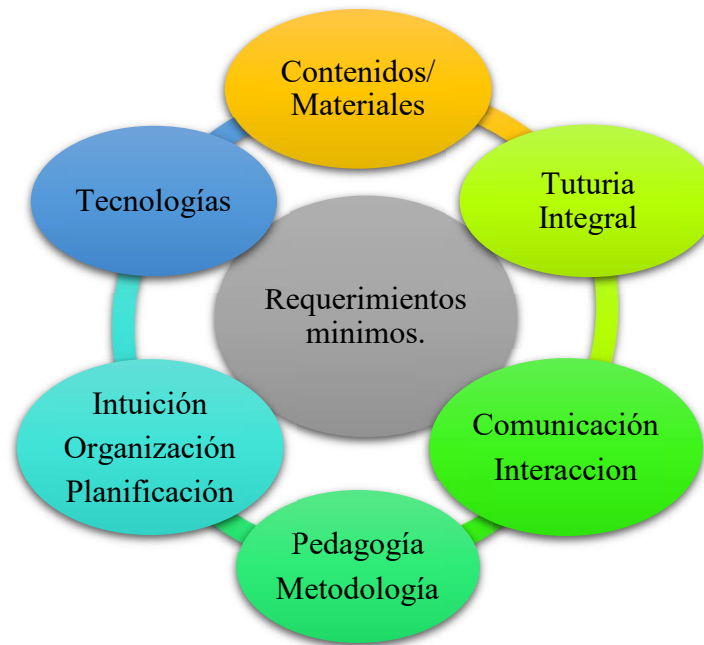 Contenidos/
Materiales
Tuturia
Integral
Comunicación
Interaccion
Pedagogía
Metodología
Intuición
Organización
Planificación
Tecnologías
Requerimientos
minimos.